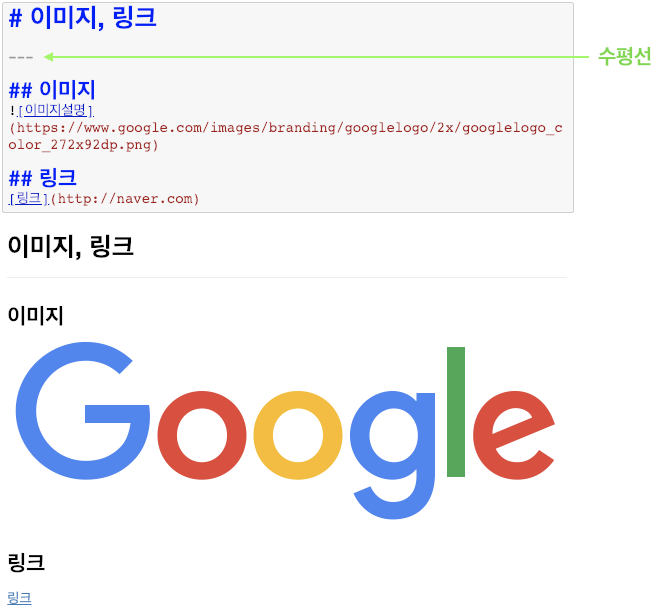 # 이미지, 링크
--- 수평선
## 이미지
![이미지설명]
(https://www.google.com/images/branding/googlelogo/2x/googlelogo_c
olor_272x92dp.png)
## 링크
[링크](http://naver.com)
이미지, 링크
이미지
Google
링크
링크